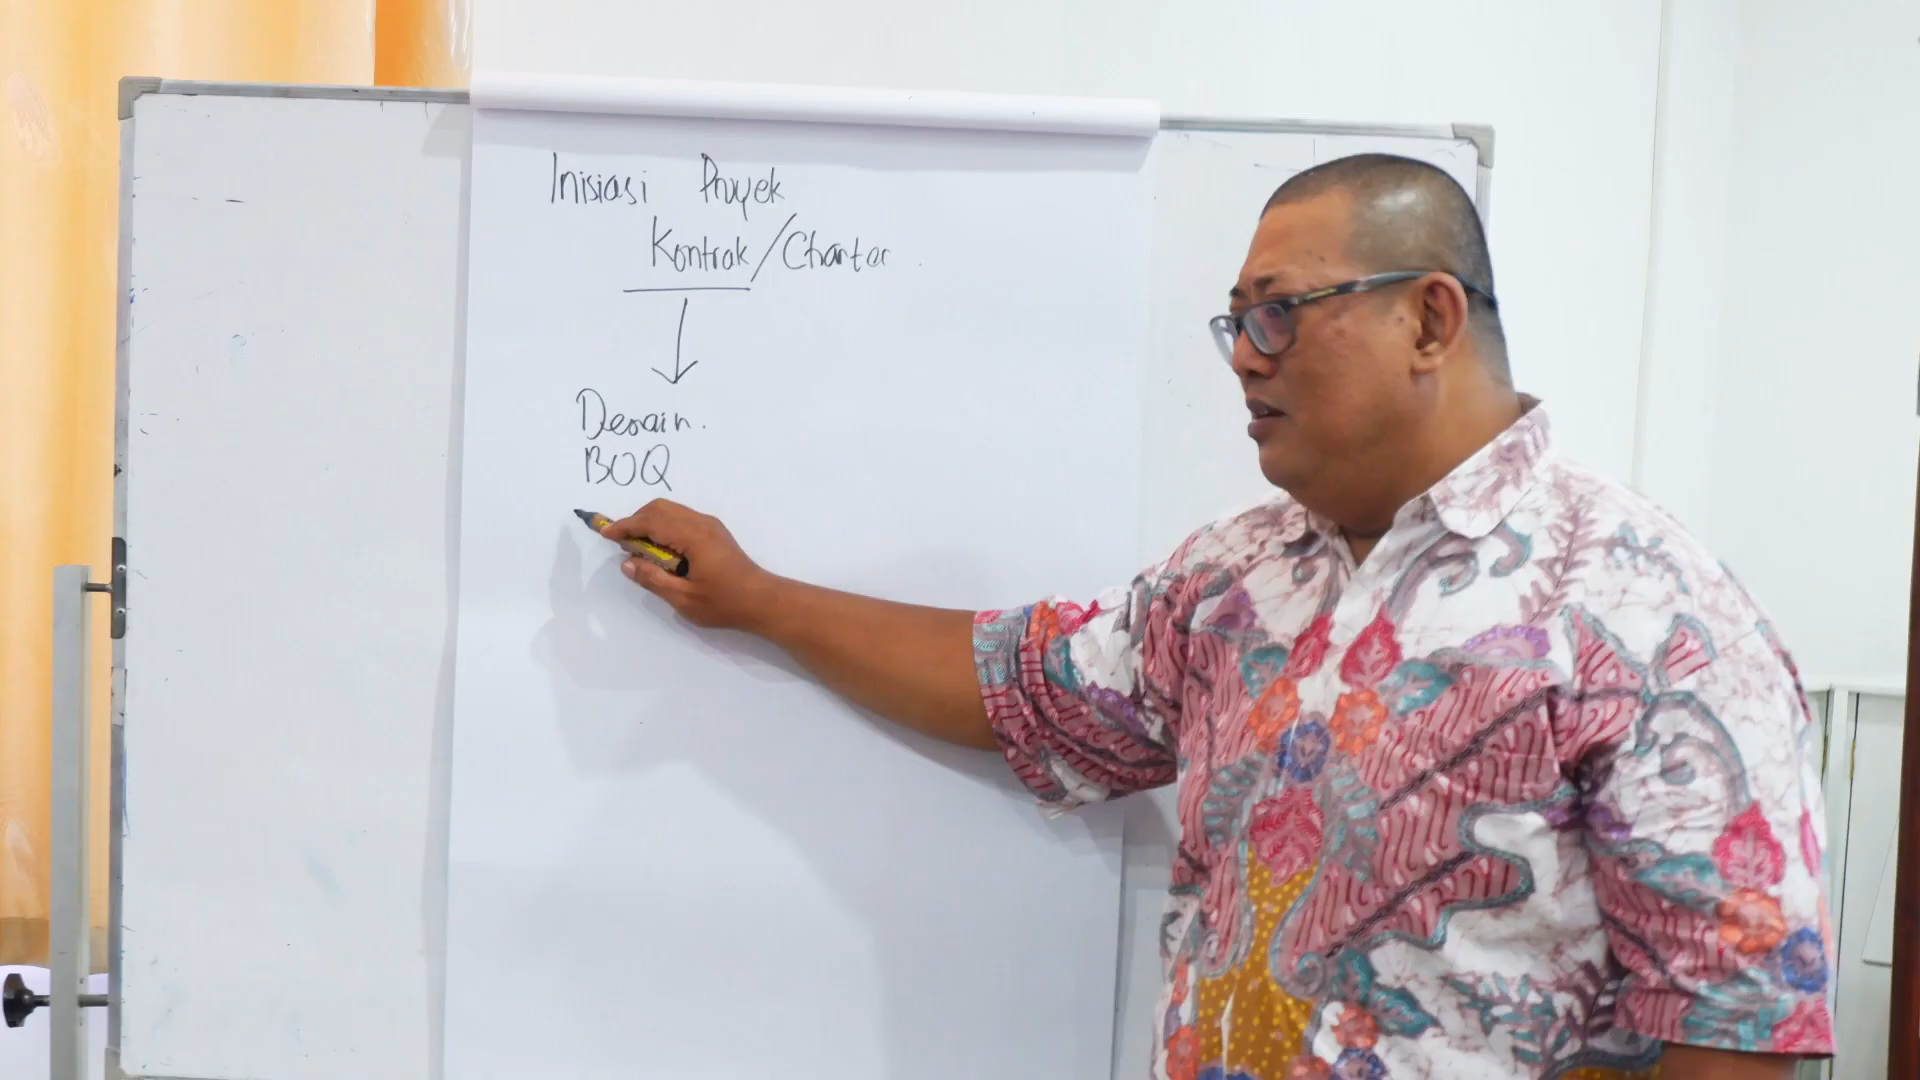 Inisiasi Proyek
Kontrak/Charter
Desain.
BOQ